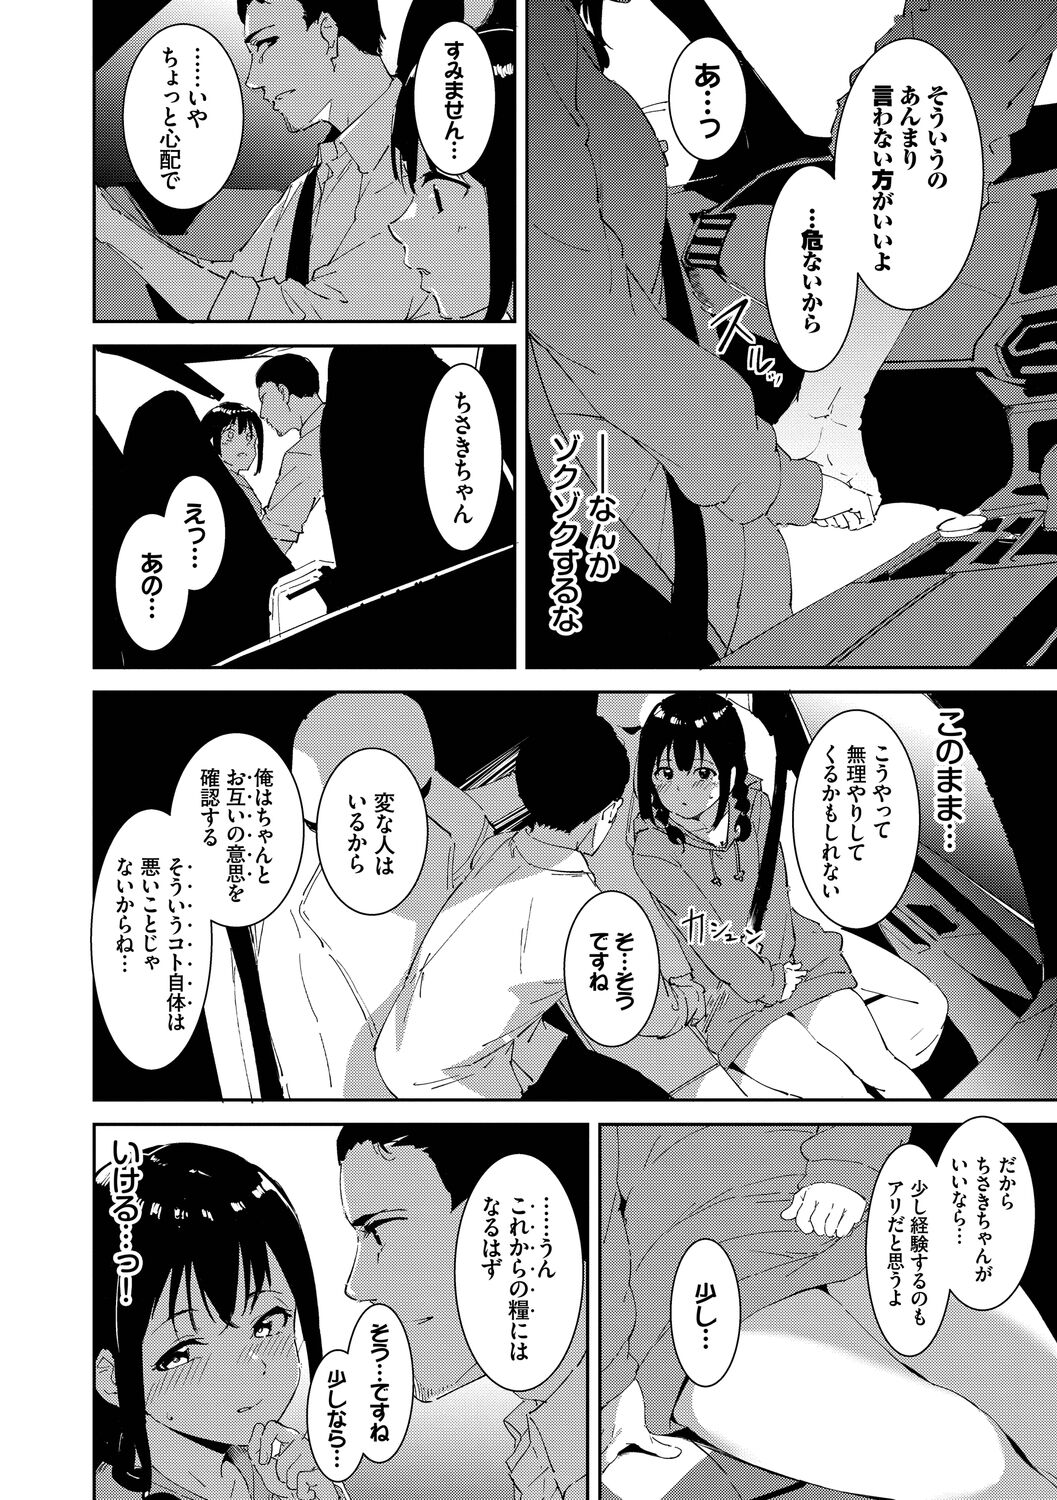 そういうの
あんまり
言わない方がいいよ
…危ないから
あ…っ
スルッ
――なんか
ゾクゾクするな
すみません…
……いや
ちょっと心配で
ちさきちゃん
えっ…
あの…
このまま…
こうやって
無理やりして
くるかもしれない
カシュン
そ…そう
ですね
変な人は
いるから
俺はちゃんと
お互いの意思を
確認する
そういうコト自体は
悪いことじゃ
ないからね…
だから
ちさきちゃんが
いいなら…
少し経験するのも
アリだと思うよ
少し…
……うん
これからの糧には
なるはず
そう…ですね
少しなら…
いける…っ！